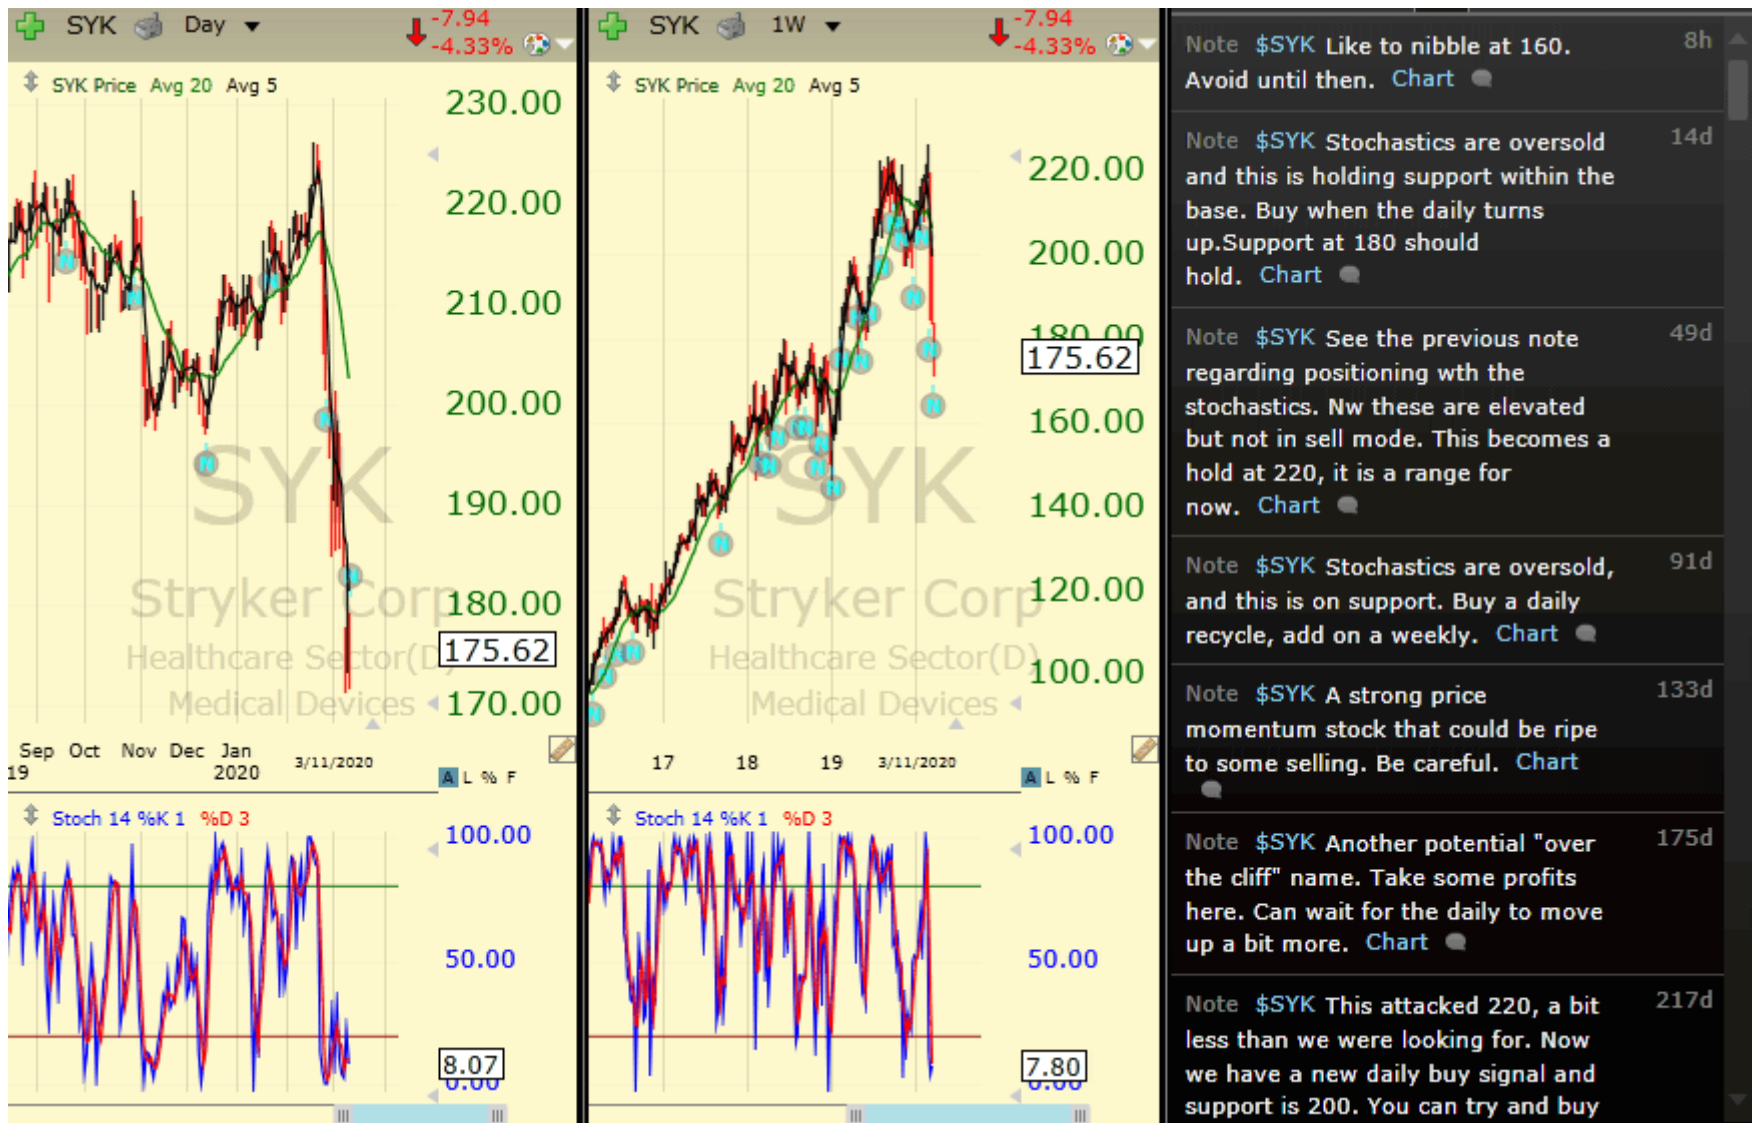 SYK Day -7.94
-4.33%
SYK Price Avg 20 Avg 5
230.00
220.00
210.00
200.00
190.00
180.00
175.62
170.00
SYK
Stryker Corp
Healthcare Sector(D)
Medical Devices
Sep Oct Nov Dec Jan 3/11/2020
19 2020
A L % F
Stoch 14 %K 1 %D 3
100.00
50.00
8.07
0.00
SYK 1W -7.94
-4.33%
SYK Price Avg 20 Avg 5
220.00
200.00
180.00
175.62
160.00
140.00
120.00
100.00
SYK
Stryker Corp
Healthcare Sector(D)
Medical Devices
17 18 19 3/11/2020
A L % F
Stoch 14 %K 1 %D 3
100.00
50.00
7.80
0.00
Note $SYK Like to nibble at 160. 8h
Avoid until then. Chart
Note $SYK Stochastics are oversold 14d
and this is holding support within the
base. Buy when the daily turns
up.Support at 180 should
hold. Chart
Note $SYK See the previous note 49d
regarding positioning wth the
stochastics. Nw these are elevated
but not in sell mode. This becomes a
hold at 220, it is a range for
now. Chart
Note $SYK Stochastics are oversold, 91d
and this is on support. Buy a daily
recycle, add on a weekly. Chart
Note $SYK A strong price 133d
momentum stock that could be ripe
to some selling. Be careful. Chart
Note $SYK Another potential "over 175d
the cliff" name. Take some profits
here. Can wait for the daily to move
up a bit more. Chart
Note $SYK This attacked 220, a bit 217d
less than we were looking for. Now
we have a new daily buy signal and
support is 200. You can try and buy